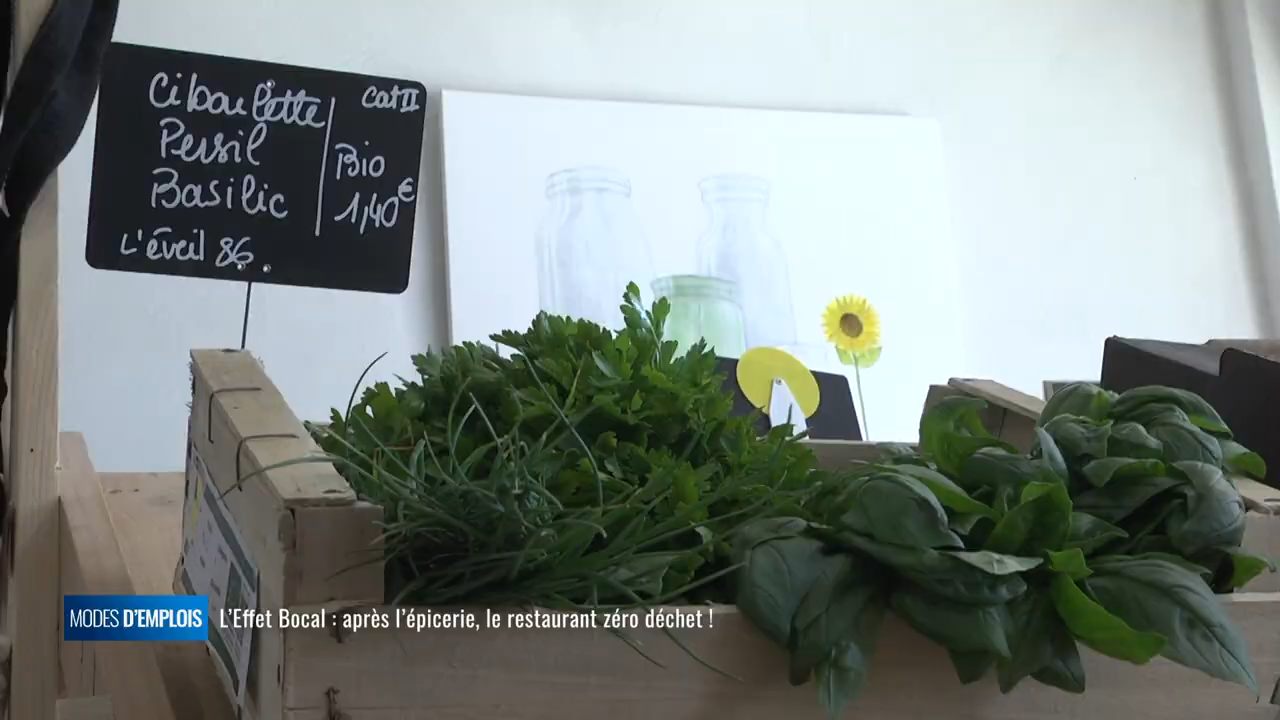 Ciboulette
Persil
Basilic
L'éveil 86
Cat II
Bio
1,40€
MODES D'EMPLOIS
L'Effet Bocal : après l'épicerie, le restaurant zéro déchet !